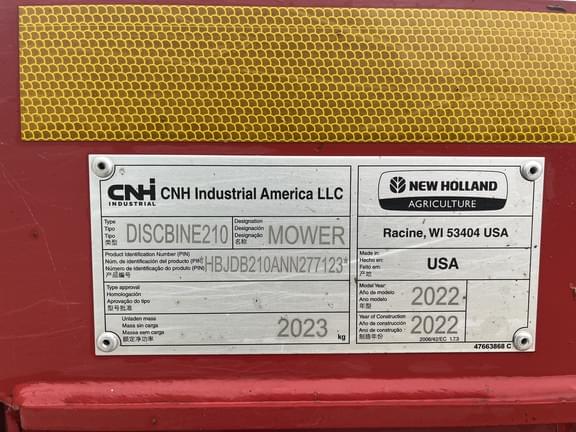 CNH
INDUSTRIAL
CNH Industrial America LLC
NEW HOLLAND
AGRICULTURE
Racine, WI 53404 USA
Type
Tipo
Tipo
类型
DISCBINE210
Designation
Designación
Designação
名称
MOWER
Product Identification Number (PIN)
Núm. de identificación del producto (PIN)
Número de identificação do produto (PIN)
产品编号
HBJDB210ANN277123*
Made in:
Hecho en:
Feito em:
产地
USA
Type approval
Homologación
Aprovação do tipo
型号批准
Model Year
Año de modelo
Ano modelo
年型
2022
Unladen mass
Masa sin carga
Massa sem carga
额定净功率
2023
kg
Year of Construction
Año de construcción
Ano de construção
制造年份
2022
2006/42/EC 1.7.3
47663868 C